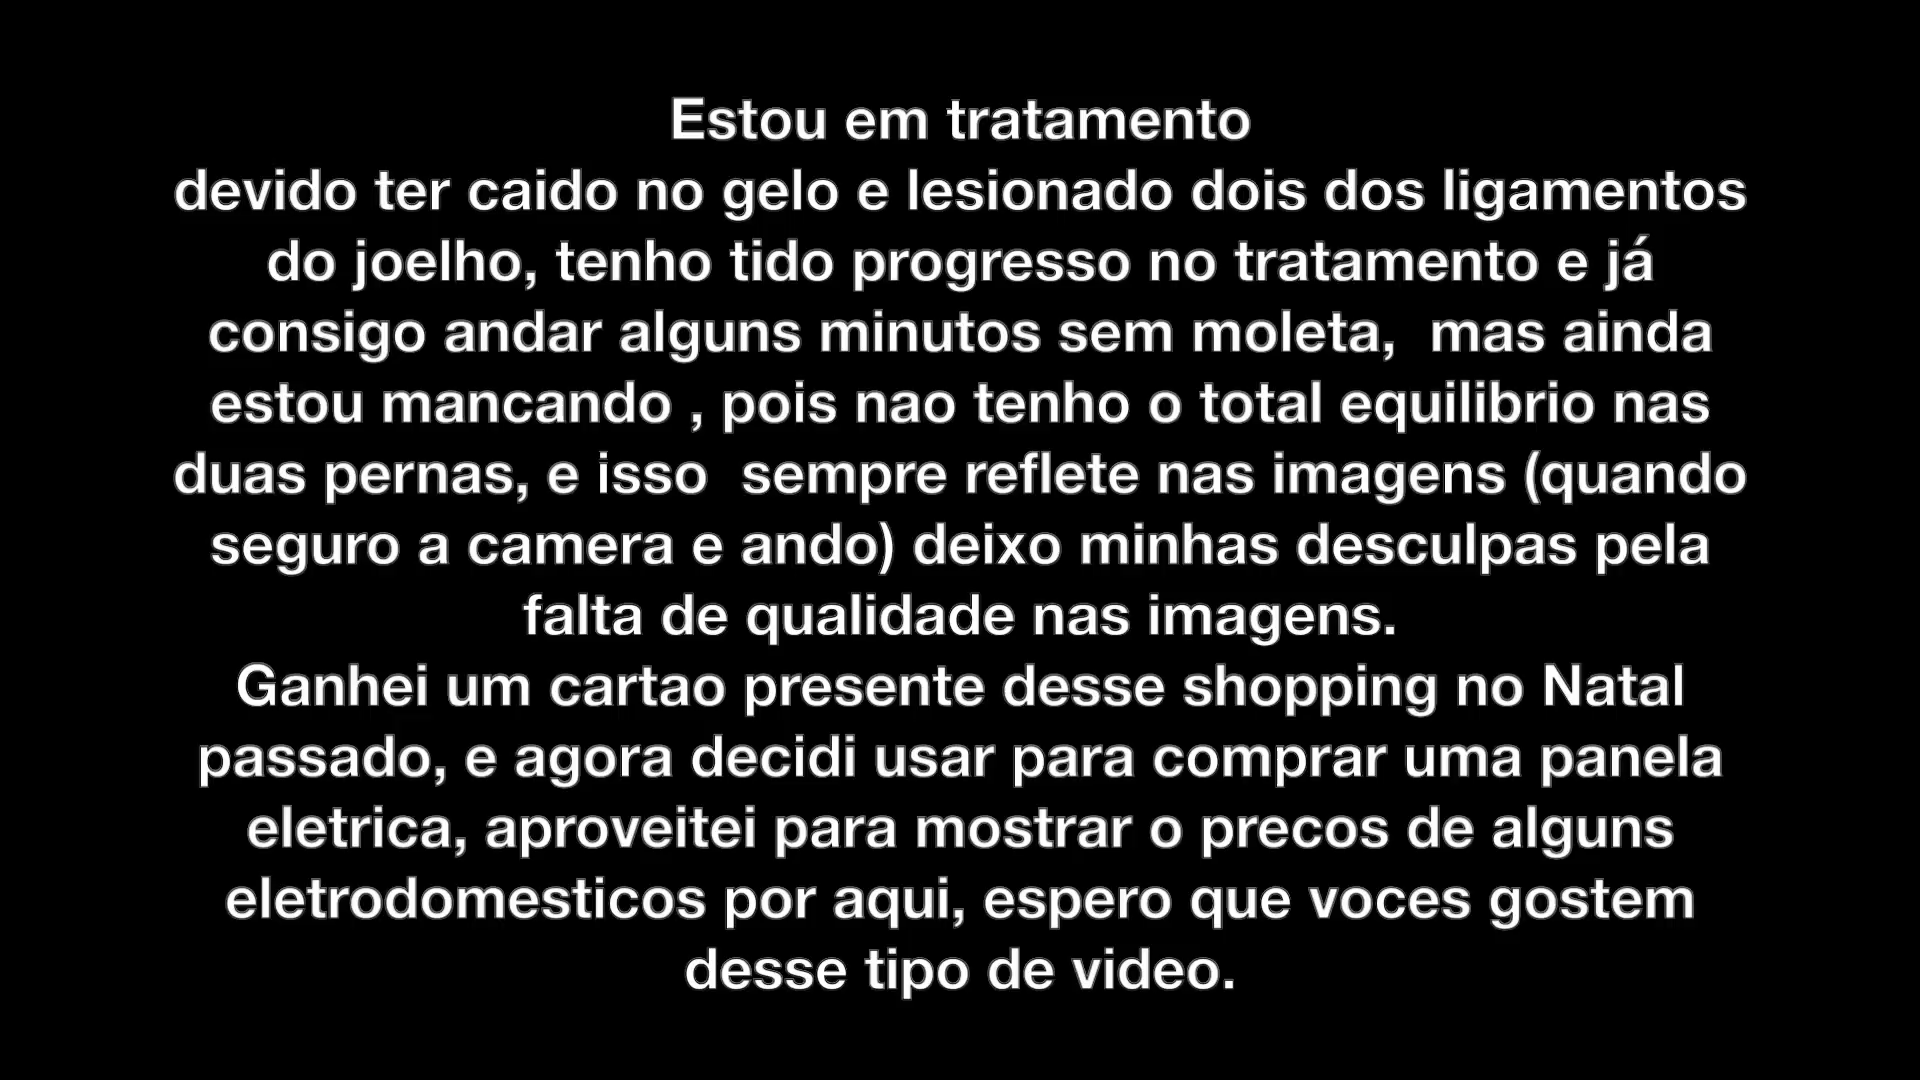 Estou em tratamento
devido ter caido no gelo e lesionado dois dos ligamentos
do joelho, tenho tido progresso no tratamento e já
consigo andar alguns minutos sem moleta,  mas ainda
estou mancando , pois nao tenho o total equilibrio nas
duas pernas, e isso  sempre reflete nas imagens (quando
seguro a camera e ando) deixo minhas desculpas pela
falta de qualidade nas imagens.
Ganhei um cartao presente desse shopping no Natal
passado, e agora decidi usar para comprar uma panela
eletrica, aproveitei para mostrar o precos de alguns
eletrodomesticos por aqui, espero que voces gostem
desse tipo de video.